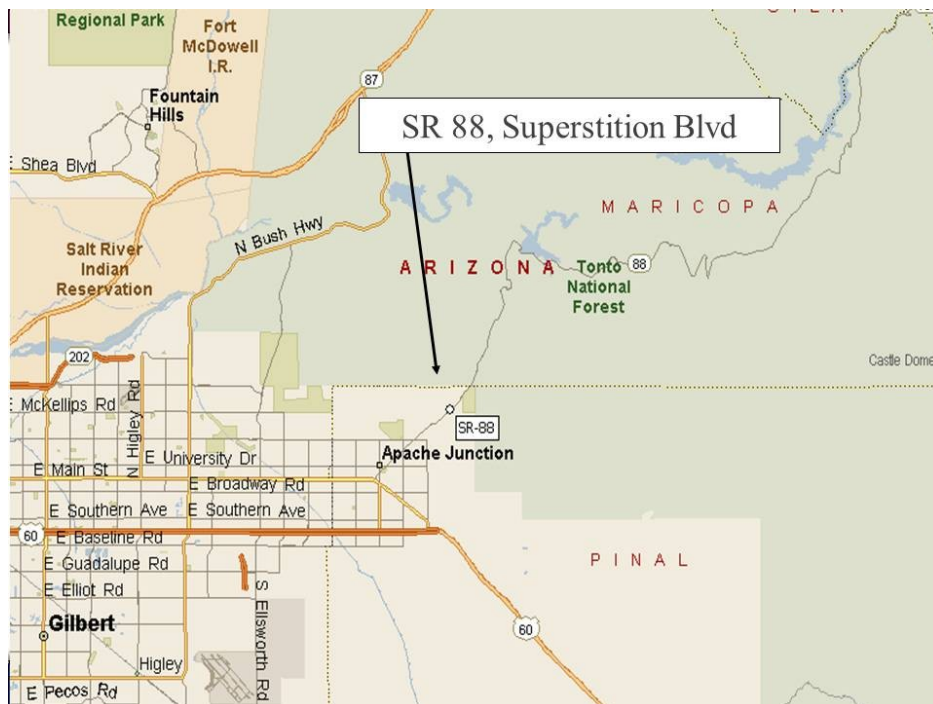 Regional Park
Fort
McDowell
I.R.
87
Fountain
Hills
SR 88, Superstition Blvd
E Shea Blvd
MARICOPA
N Bush Hwy
Salt River
Indian
Reservation
ARIZONA
Tonto
National
Forest
88
202
Castle Dome
E McKellips Rd
N Higley Rd
SR-88
E University Dr
Apache Junction
E Main St
E Broadway Rd
E Southern Ave
E Southern Ave
60
E Baseline Rd
E Guadalupe Rd
PINAL
E Elliot Rd
S Ellsworth Rd
Gilbert
60
Higley
E Pecos Rd